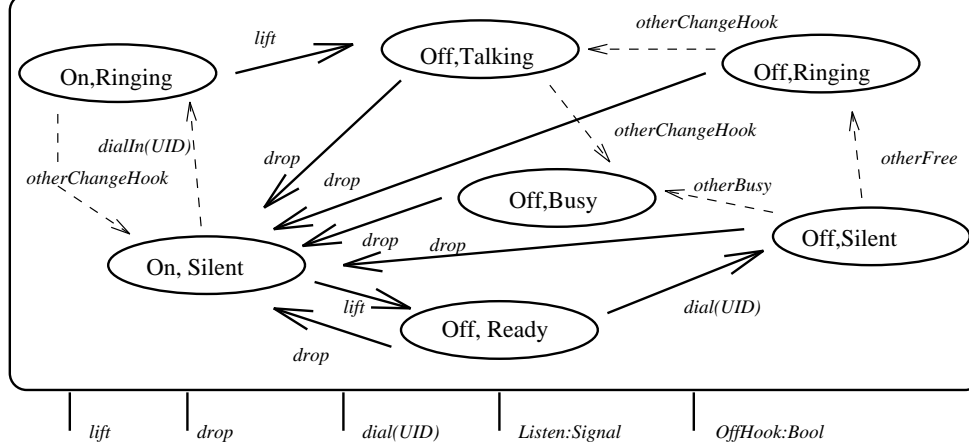 otherChangeHook
lift
Off,Talking
Off,Ringing
On,Ringing
otherChangeHook
dialIn(UID)
drop
otherFree
otherChangeHook
drop
otherBusy
Off,Busy
Off,Silent
drop
drop
On, Silent
lift
dial(UID)
Off, Ready
drop
lift
drop
dial(UID)
Listen:Signal
OffHook:Bool